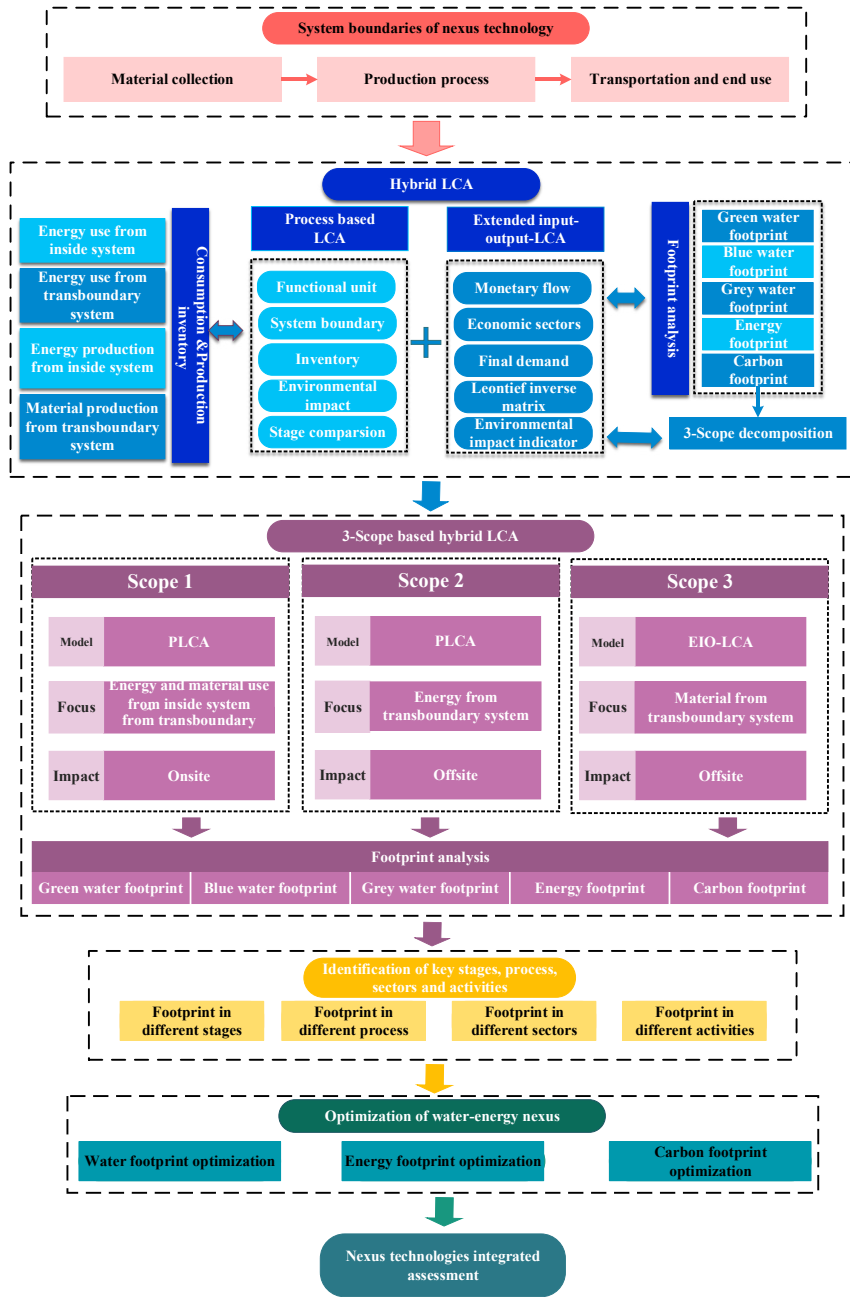 System boundaries of nexus technology
Material collection
Production process
Transportation and end use
Hybrid LCA
Energy use from
inside system
Energy use from
transboundary
system
Energy production
from inside system
Material production
from transboundary
system
Consumption &Production
inventory
Process based
LCA
Functional unit
System boundary
Inventory
Environmental
impact
Stage comparsion
+
Extended input-
output-LCA
Monetary flow
Economic sectors
Final demand
Leontief inverse
matrix
Environmental
impact indicator
Footprint analysis
Green water
footprint
Blue water
footprint
Grey water
footprint
Energy
footprint
Carbon
footprint
3-Scope decomposition
3-Scope based hybrid LCA
Scope 1
Model
PLCA
Focus
Energy and material use
from inside system
from transboundary
Impact
Onsite
Scope 2
Model
PLCA
Focus
Energy from
transboundary system
Impact
Offsite
Scope 3
Model
EIO-LCA
Focus
Material from
transboundary system
Impact
Offsite
Footprint analysis
Green water footprint
Blue water footprint
Grey water footprint
Energy footprint
Carbon footprint
Identification of key stages, process,
sectors and activities
Footprint in
different stages
Footprint in
different process
Footprint in
different sectors
Footprint in
different activities
Optimization of water-energy nexus
Water footprint optimization
Energy footprint optimization
Carbon footprint
optimization
Nexus technologies integrated
assessment